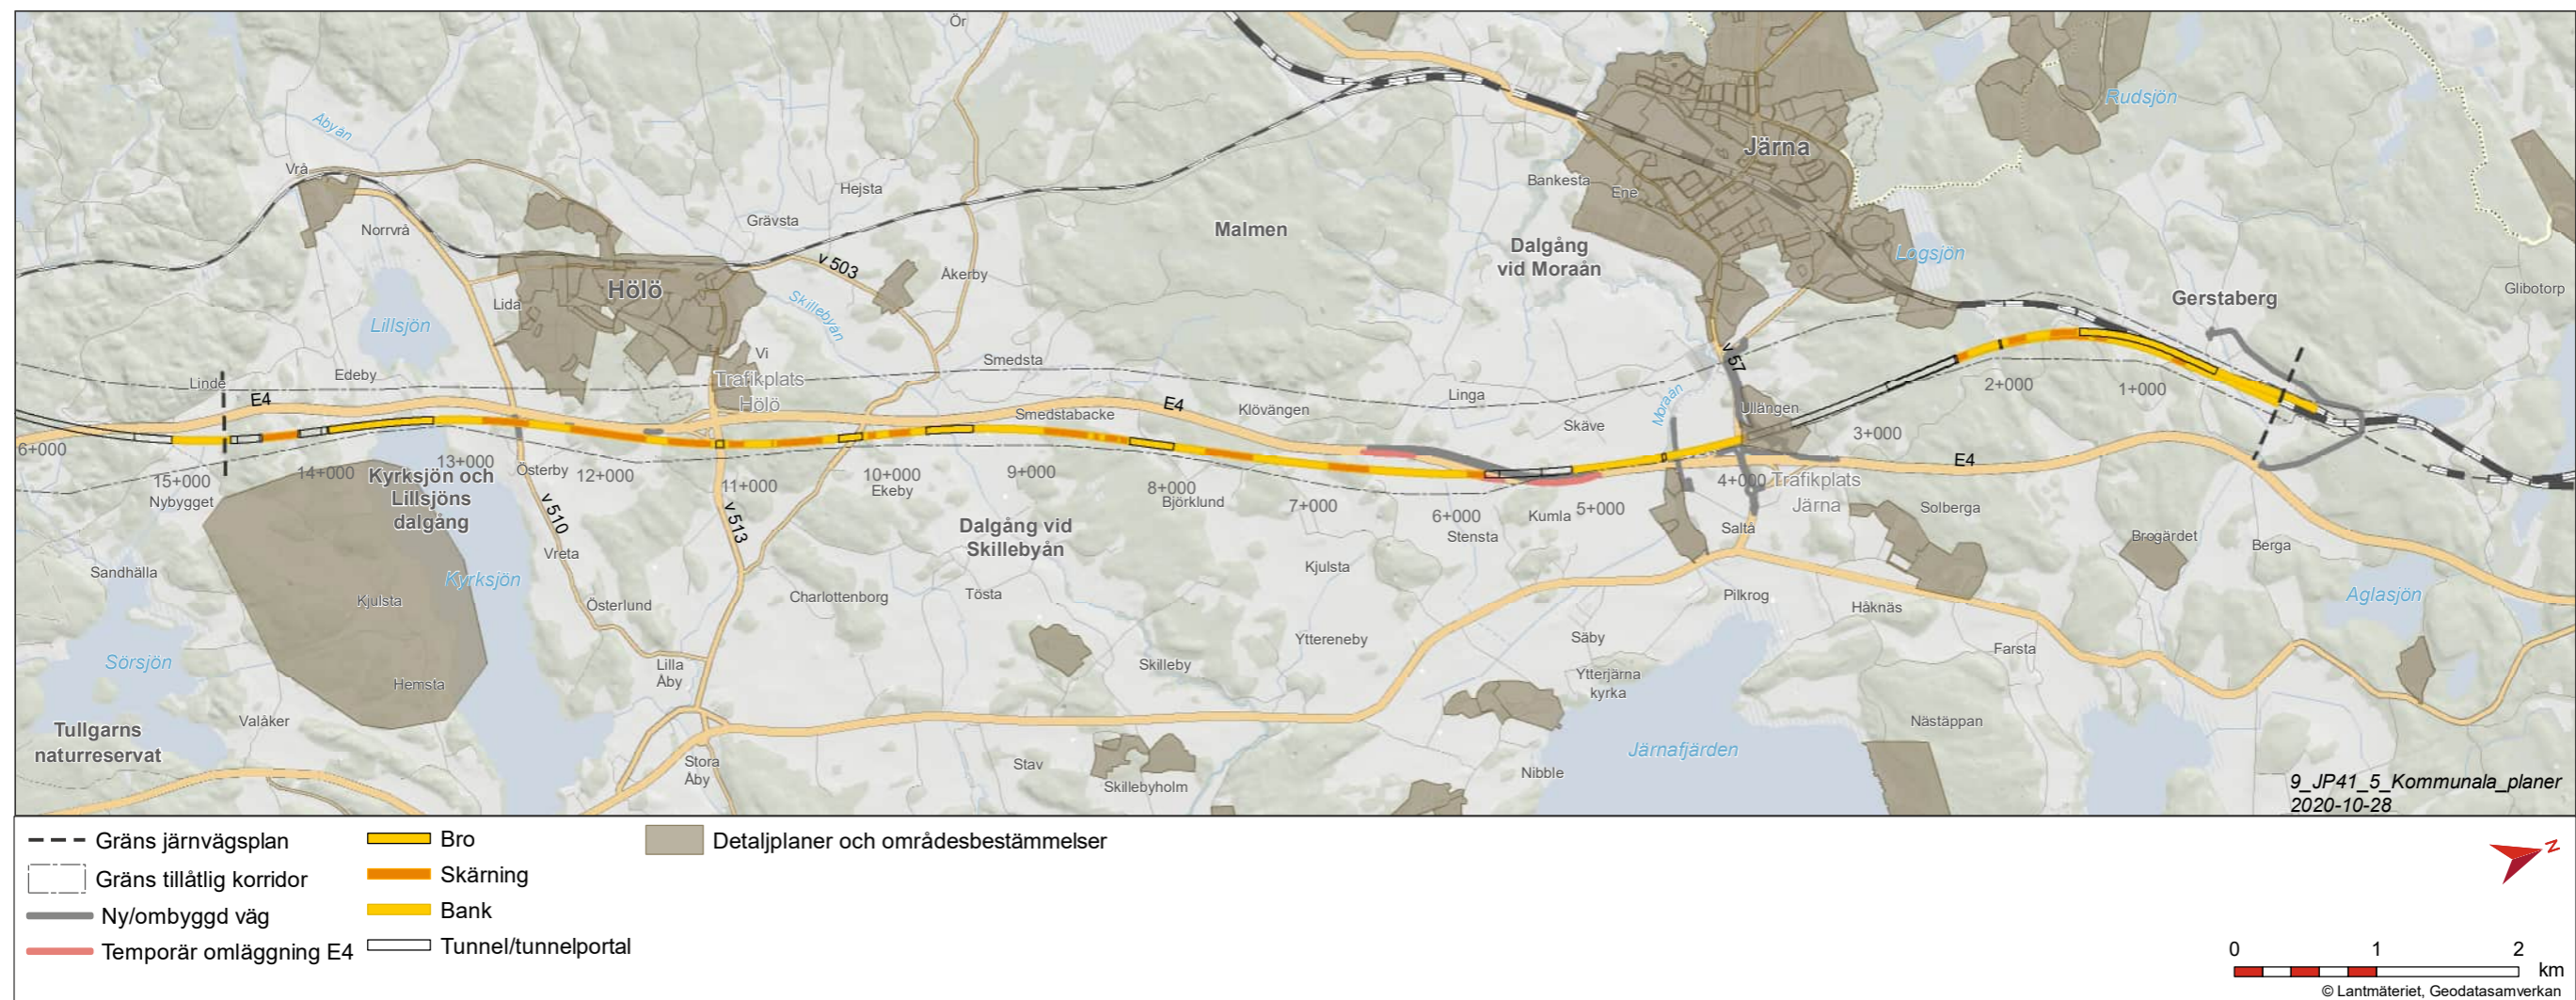 Ör
Rudsjön
Åbyån
Järna
Vrå
Bankesta
Ene
Hejsta
Grävsta
Malmen
Norrvrå
Dalgång
vid Moraån
Logsjön
v 503
Åkerby
Glibotorp
Hölö
Gerstaberg
Lida
Skillebyån
Lillsjön
Vi
Smedsta
v 57
Trafikplats
Hölö
Linde
Edeby
E4
Linga
Moraån
2+000
1+000
Smedstabacke
E4
Klövängen
Ullängen
Skäve
3+000
6+000
E4
15+000
14+000
13+000
Kyrksjön och
Lillsjöns
dalgång
Österby
12+000
11+000
10+000
Ekeby
9+000
8+000
Björklund
7+000
6+000
Stensta
Kumla
5+000
4+000
Trafikplats
Järna
Nybygget
v 510
v 513
Dalgång vid
Skillebyån
Salta
Solberga
Brogärdet
Berga
Vreta
Sandhälla
Kyrksjön
Kjulsta
Kjulsta
Österlund
Charlottenborg
Tösta
Pilkrog
Håknäs
Aglasjön
Yttereneby
Säby
Farsta
Sörsjön
Lilla
Åby
Skilleby
Ytterjärna
kyrka
Hemsta
Valåker
Nästäppan
Tullgarns
naturreservat
Järnafjärden
Stora
Åby
Stav
Skillebyholm
Nibble
9_JP41_5_Kommunala_planer
2020-10-28
Gräns järnvägsplan
Gräns tillåtlig korridor
Ny/ombyggd väg
Temporär omläggning E4
Bro
Skärning
Bank
Tunnel/tunnelportal
Detaljplaner och områdesbestämmelser
N
0 1 2
km
© Lantmäteriet, Geodatasamverkan